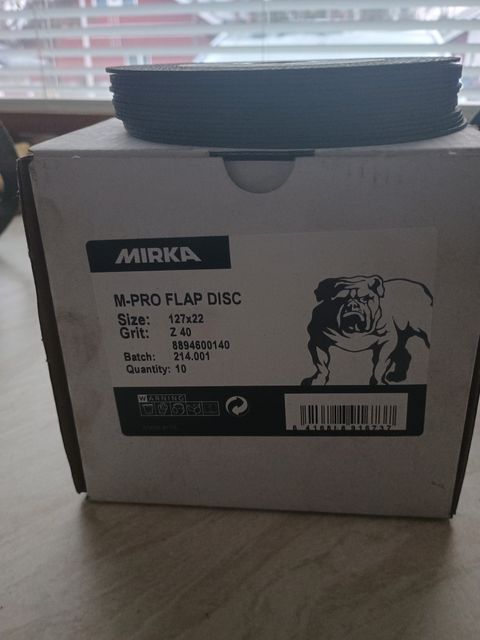 MIRKA
M-PRO FLAP DISC
Size: 127x22
Grit: Z 40
8894600140
Batch: 214.001
Quantity: 10
WARNING